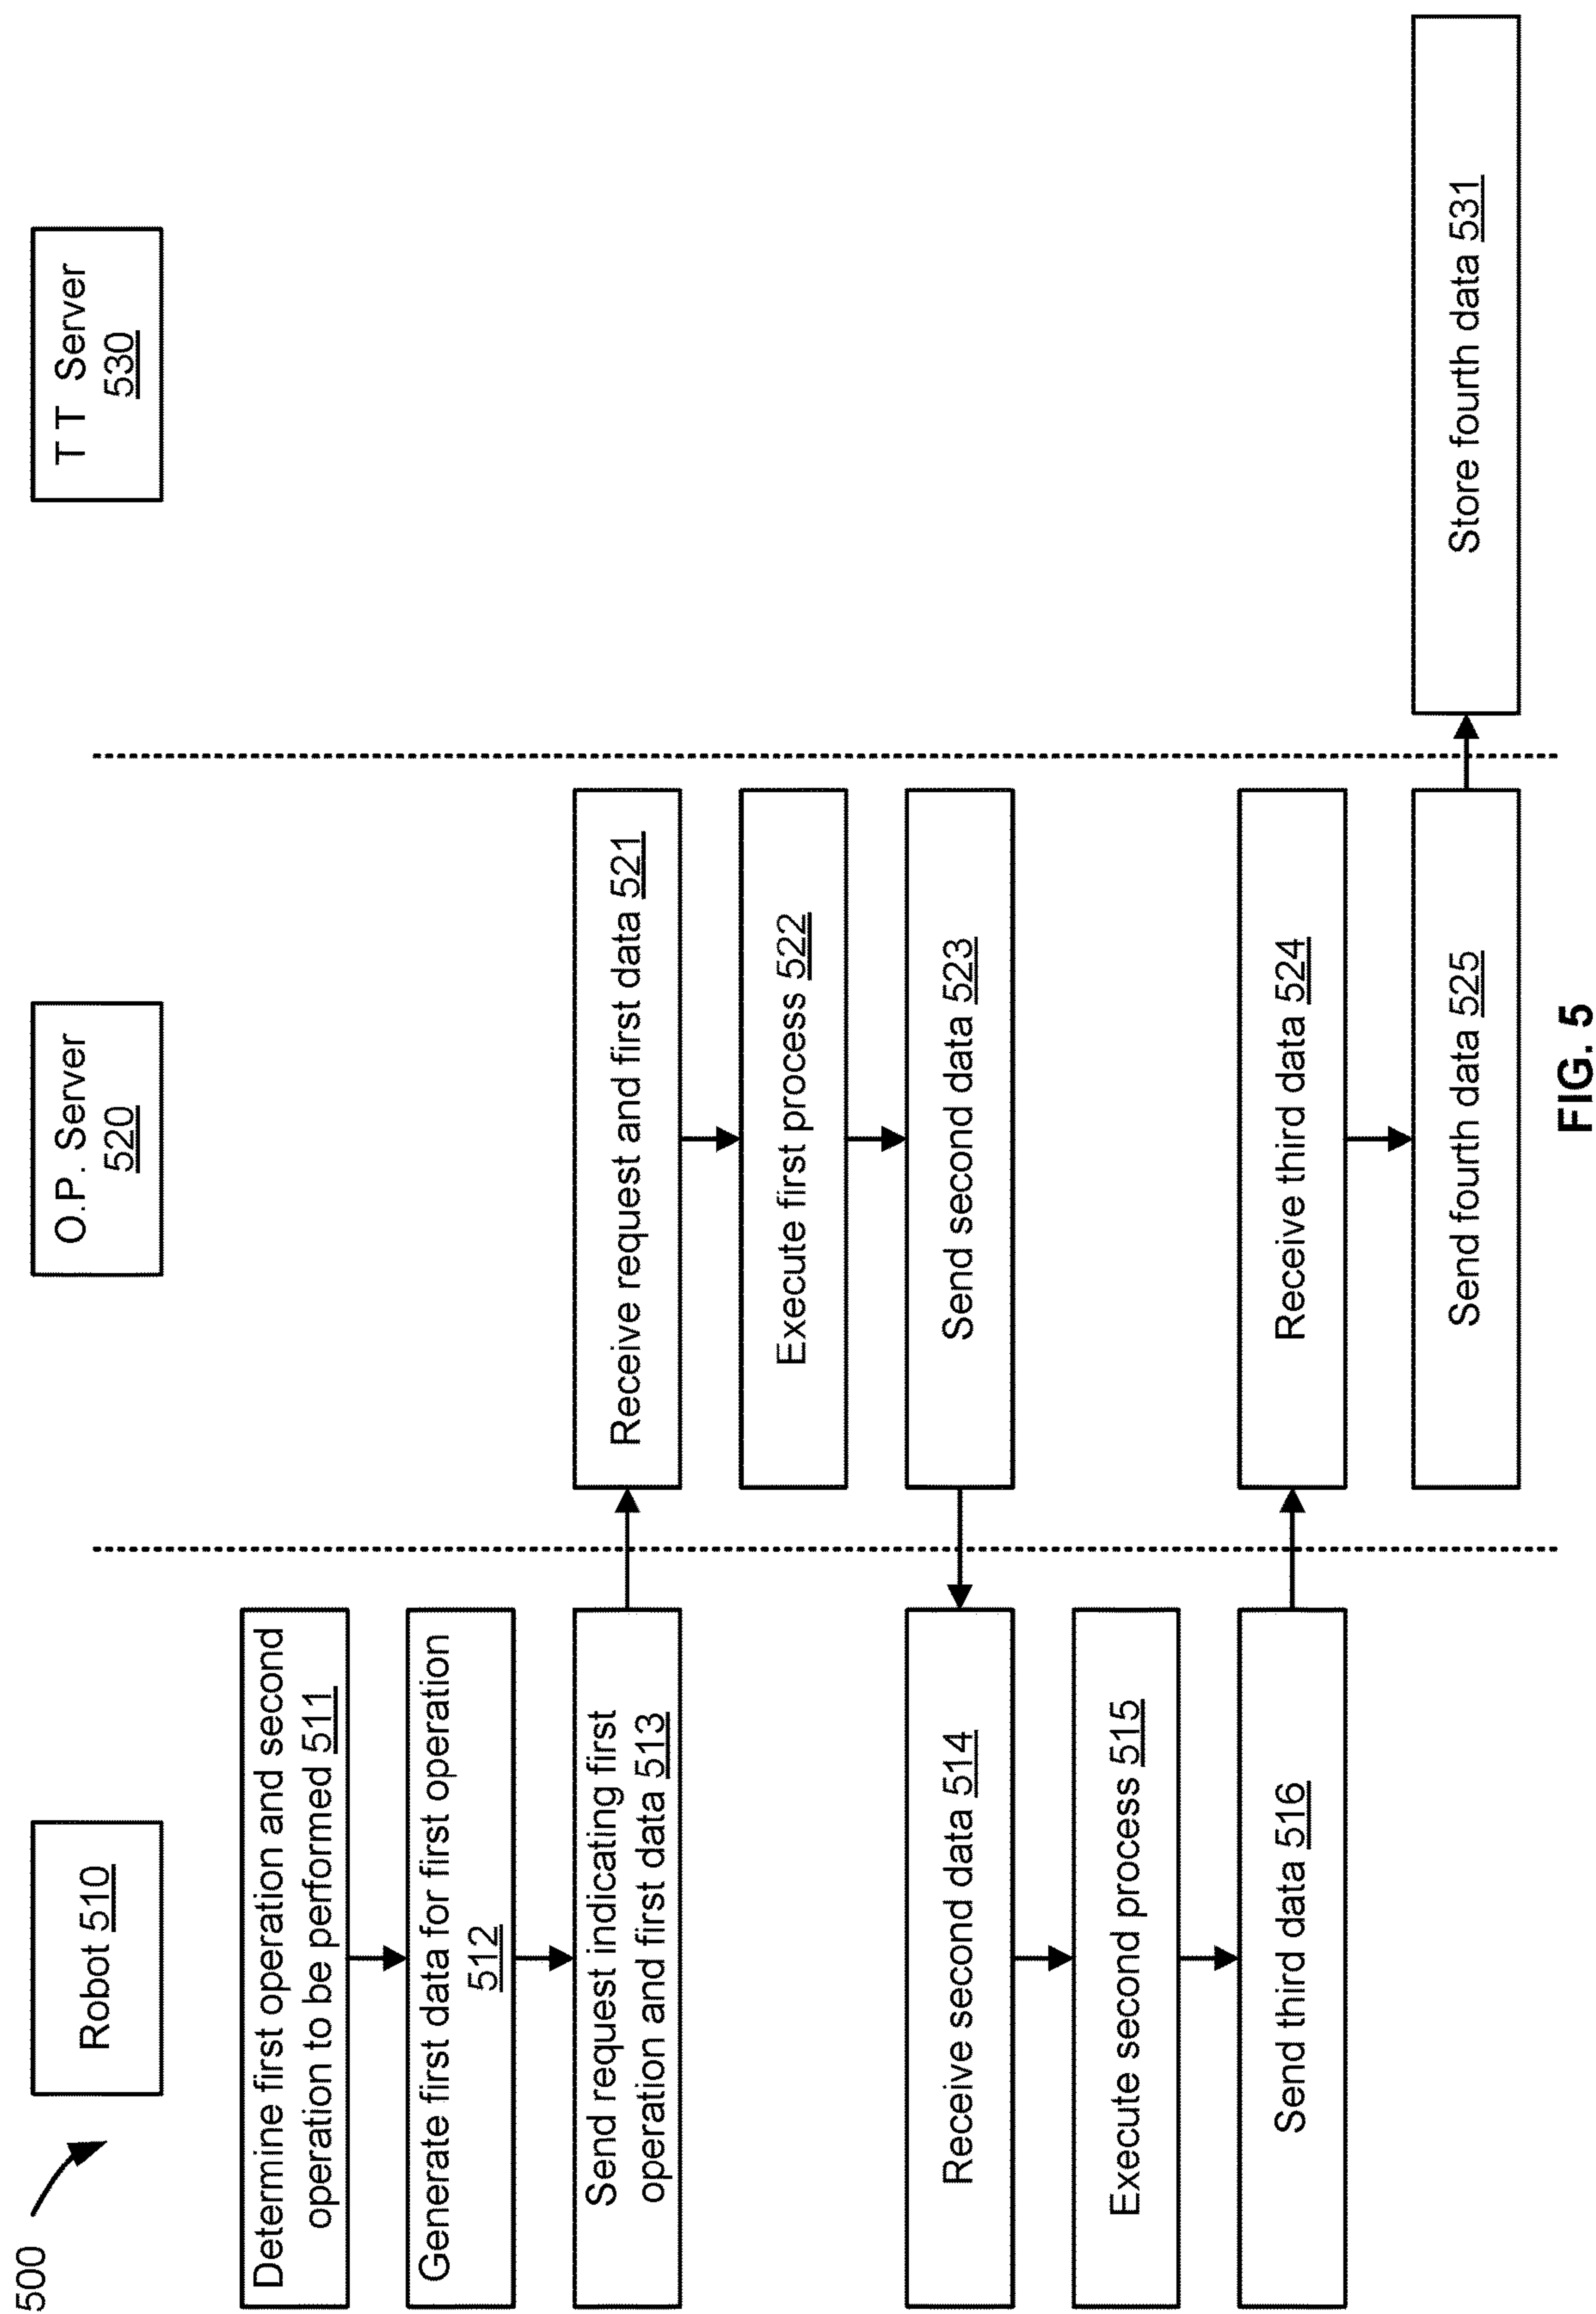 500
Robot 510
O.P. Server
520
T T Server
530
Determine first operation and second
operation to be performed 511
Generate first data for first operation
512
Send request indicating first
operation and first data 513
Receive request and first data 521
Execute first process 522
Send second data 523
Receive second data 514
Execute second process 515
Send third data 516
Receive third data 524
Send fourth data 525
Store fourth data 531
FIG. 5